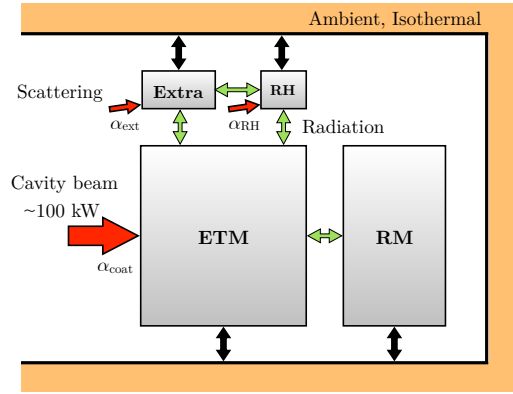 Ambient, Isothermal
Scattering
Extra
RH
α_ext
α_RH
Radiation
Cavity beam
~100 kW
ETM
RM
α_coat